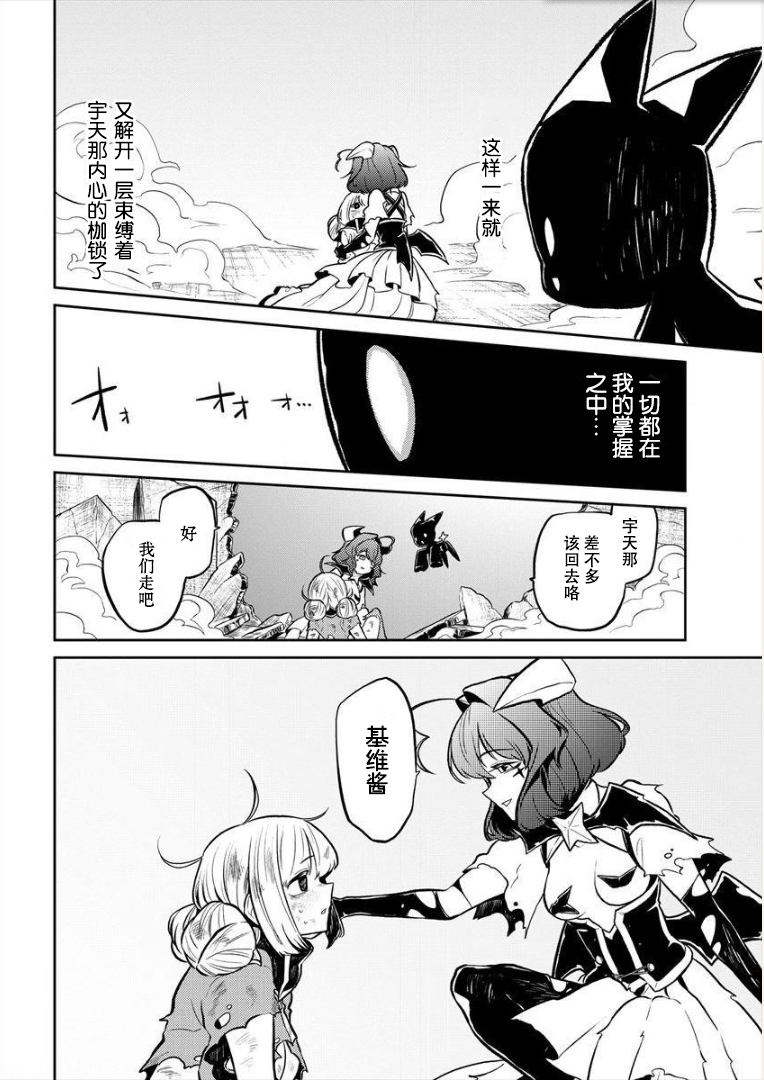 这样一来就
又解开一层束缚着
宇天那内心的枷锁了
一切都在
我的掌握
之中…
オォ…
オォ
オォ
宇天那
差不多
该回去咯
好
我们走吧
基维酱